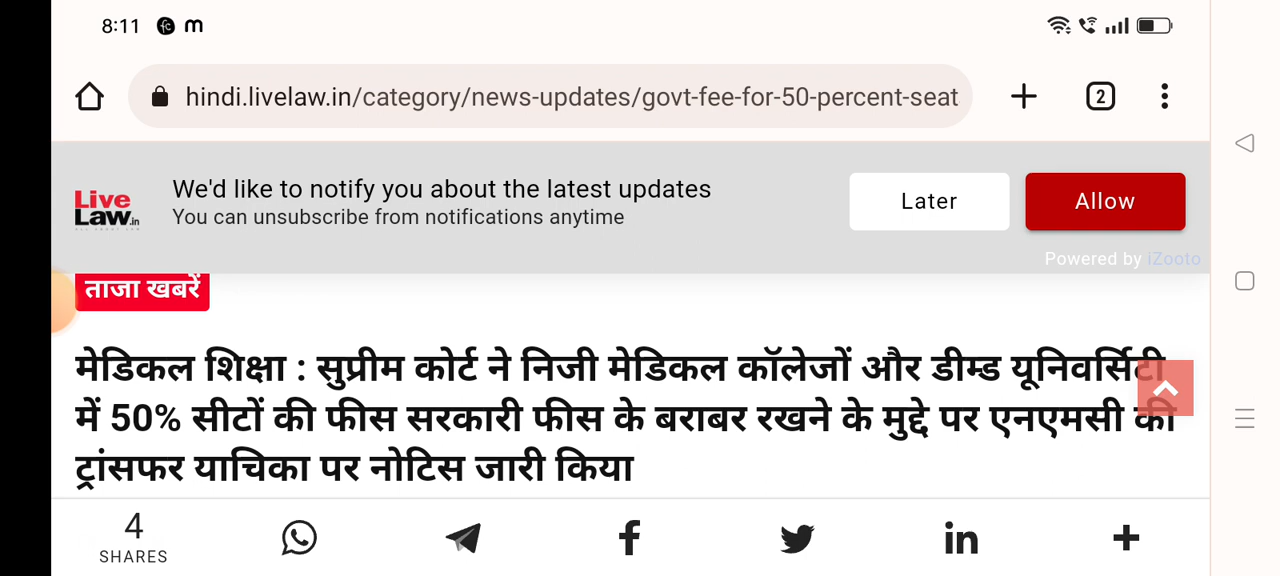 8:11 m
hindi.livelaw.in/category/news-updates/govt-fee-for-50-percent-seat
2
We'd like to notify you about the latest updates
You can unsubscribe from notifications anytime
Later
Allow
Live
Law.in
Powered by iZooto
ताजा खबरें
मेडिकल शिक्षा : सुप्रीम कोर्ट ने निजी मेडिकल कॉलेजों और डीम्ड यूनिवर्सिटी
में 50% सीटों की फीस सरकारी फीस के बराबर रखने के मुद्दे पर एनएमसी की
ट्रांसफर याचिका पर नोटिस जारी किया
4
SHARES